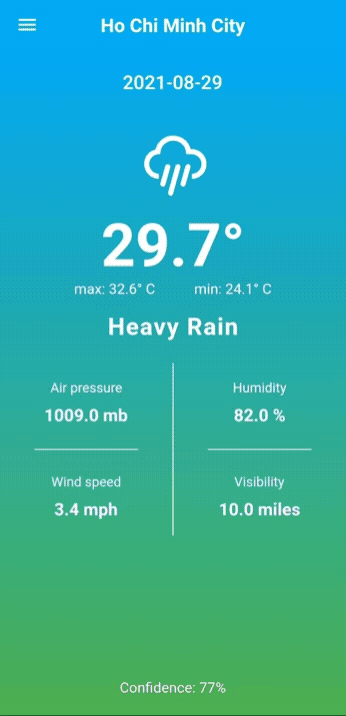 Ho Chi Minh City
2021-08-29
29.7°
max: 32.6° C min: 24.1° C
Heavy Rain
Air pressure
1009.0 mb
Humidity
82.0 %
Wind speed
3.4 mph
Visibility
10.0 miles
Confidence: 77%